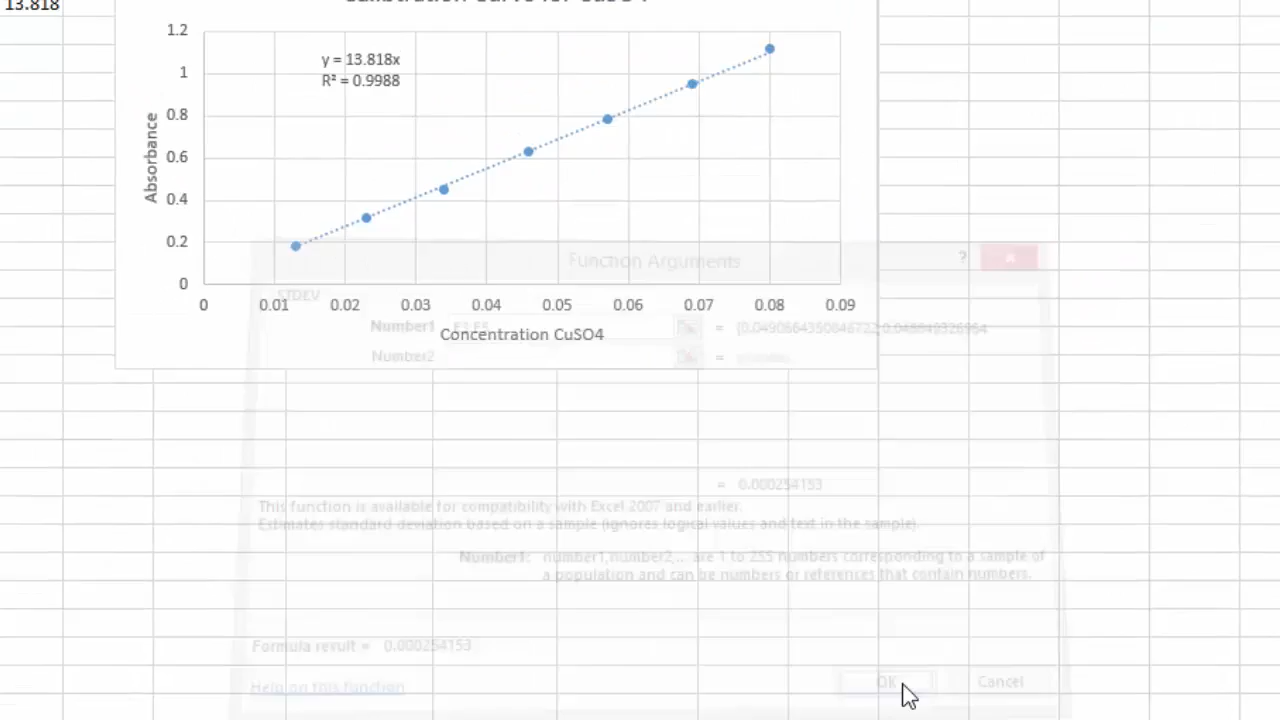 13.818
Calibration Curve for CuSO4
1.2
y = 13.818x
R² = 0.9988
1
0.8
0.6
0.4
0.2
0
Absorbance
0 0.01 0.02 0.03 0.04 0.05 0.06 0.07 0.08 0.09
Concentration CuSO4
Function Arguments
?
STDEV
Number1
=
Number2
=
= 0.000254153
This function is available for compatibility with Excel 2007 and earlier.
Estimates standard deviation based on a sample (ignores logical values and text in the sample).
Number1: number1,number2,... are 1 to 255 numbers corresponding to a sample of
a population and can be numbers or references that contain numbers.
Formula result = 0.000254153
Help on this function
OK
Cancel